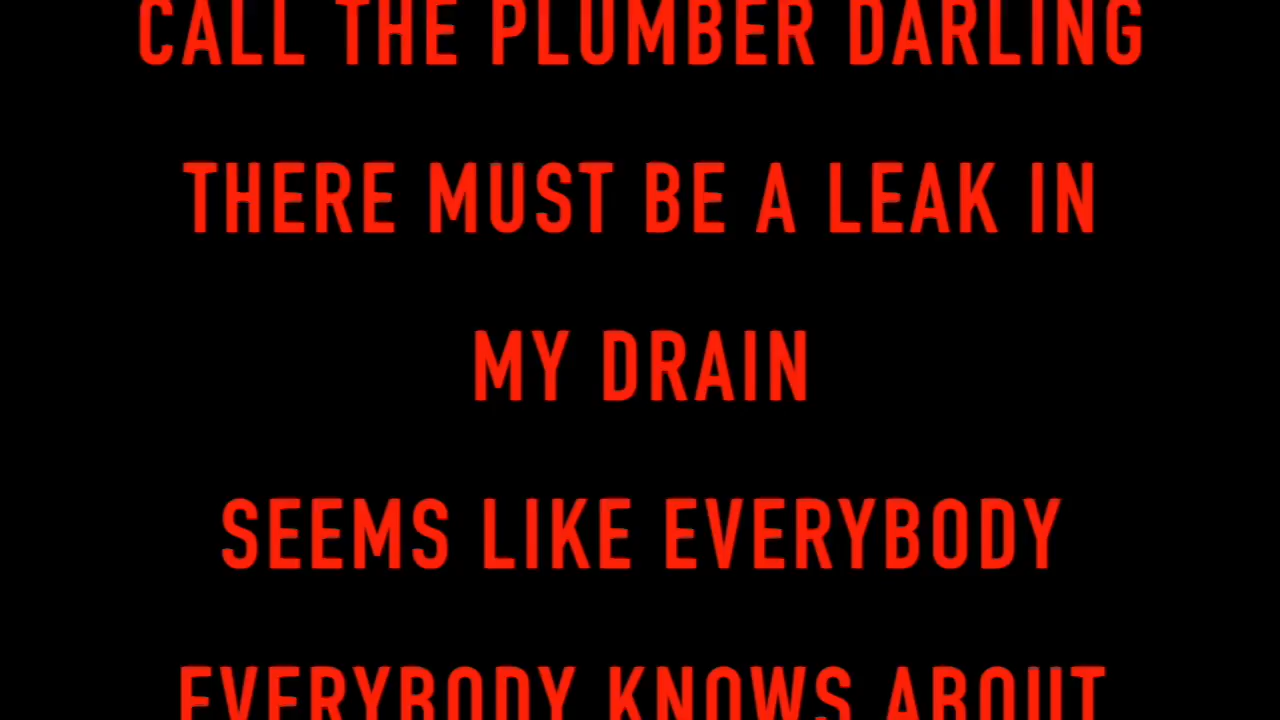 CALL THE PLUMBER DARLING
THERE MUST BE A LEAK IN
MY DRAIN
SEEMS LIKE EVERYBODY
EVERYBODY KNOWS ABOUT